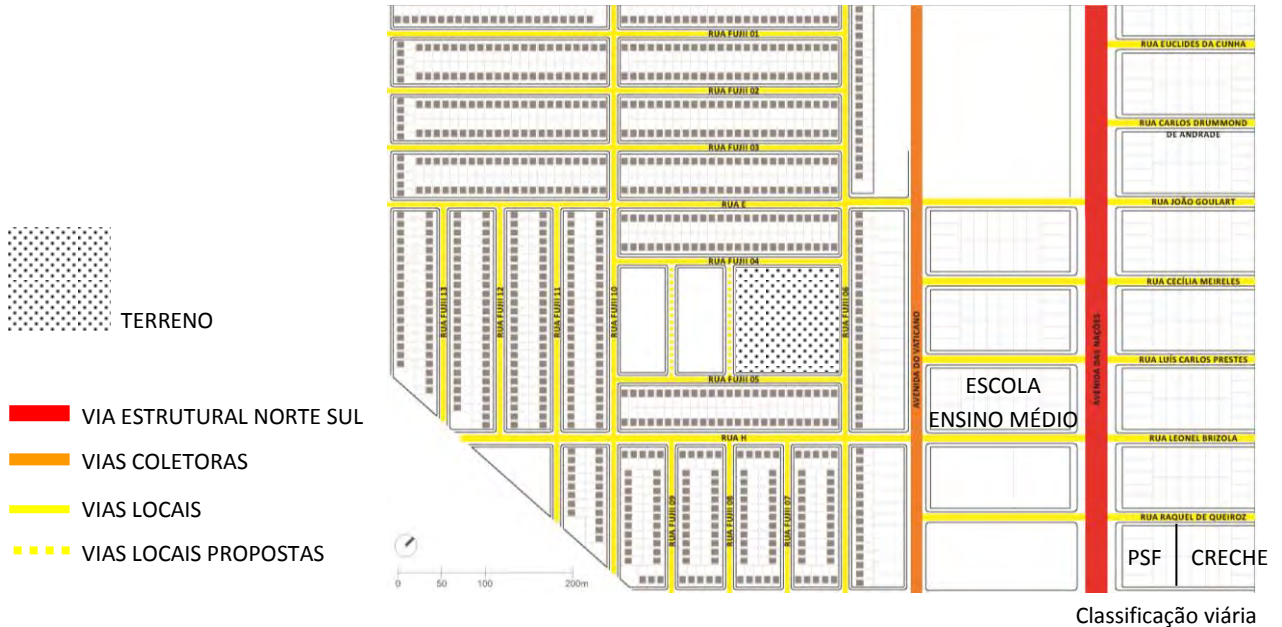 TERRENO
VIA ESTRUTURAL NORTE SUL
VIAS COLETORAS
VIAS LOCAIS
VIAS LOCAIS PROPOSTAS
RUA FUJII 01
RUA FUJII 02
RUA FUJII 03
RUA E
RUA FUJII 04
RUA FUJII 05
RUA H
RUA FUJII 13
RUA FUJII 12
RUA FUJII 11
RUA FUJII 10
RUA FUJII 06
RUA FUJII 09
RUA FUJII 08
RUA FUJII 07
AVENIDA DO VATICANO
AVENIDA DAS NAÇÕES
RUA EUCLIDES DA CUNHA
RUA CARLOS DRUMMOND
DE ANDRADE
RUA JOÃO GOULART
RUA CECÍLIA MEIRELES
RUA LUÍS CARLOS PRESTES
RUA LEONEL BRIZOLA
RUA RAQUEL DE QUEIROZ
ESCOLA
ENSINO MÉDIO
PSF
CRECHE
0 50 100 200m
Classificação viária